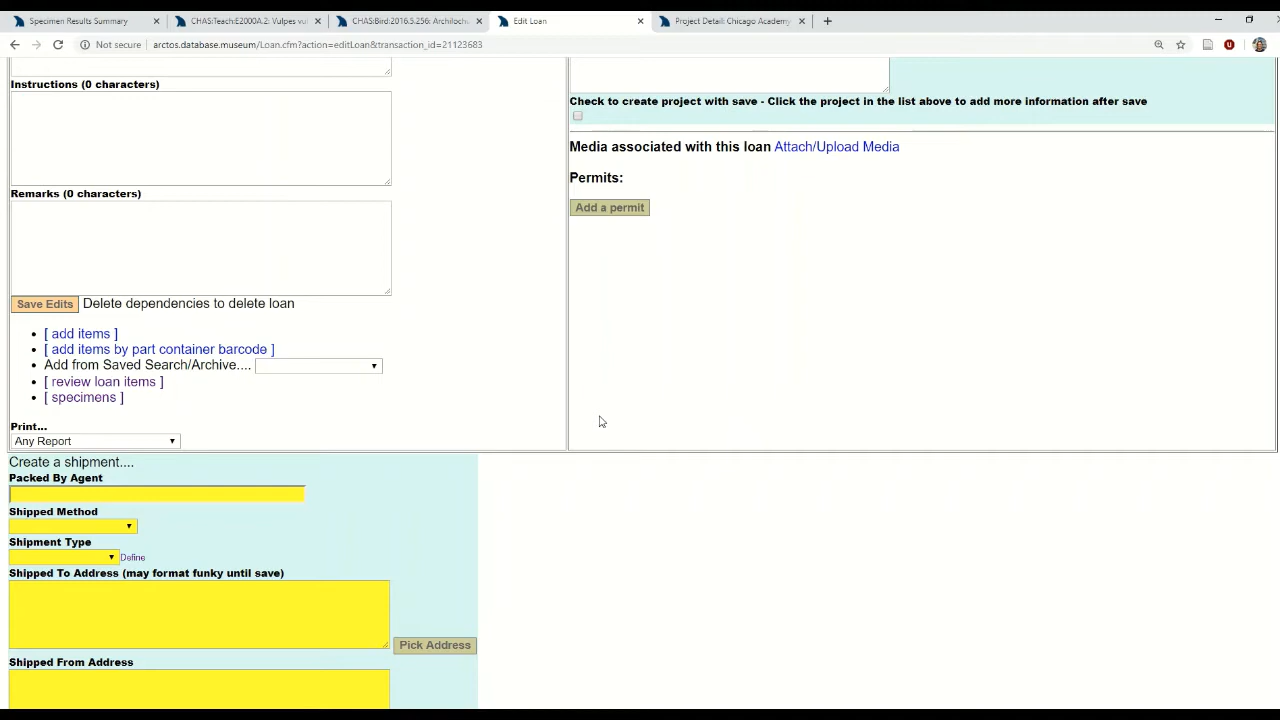 Specimen Results Summary
CHAS:Teach:E2000A.2: Vulpes vul
CHAS:Bird:2016.5.256: Archiloch
Edit Loan
Project Detail: Chicago Academy
Not secure
arctos.database.museum/Loan.cfm?action=editLoan&transaction_id=21123683
Instructions (0 characters)
Remarks (0 characters)
Save Edits Delete dependencies to delete loan
[ add items ]
[ add items by part container barcode ]
Add from Saved Search/Archive....
[ review loan items ]
[ specimens ]
Print...
Any Report
Check to create project with save - Click the project in the list above to add more information after save
Media associated with this loan Attach/Upload Media
Permits:
Add a permit
Create a shipment....
Packed By Agent
Shipped Method
Shipment Type
Define
Shipped To Address (may format funky until save)
Pick Address
Shipped From Address